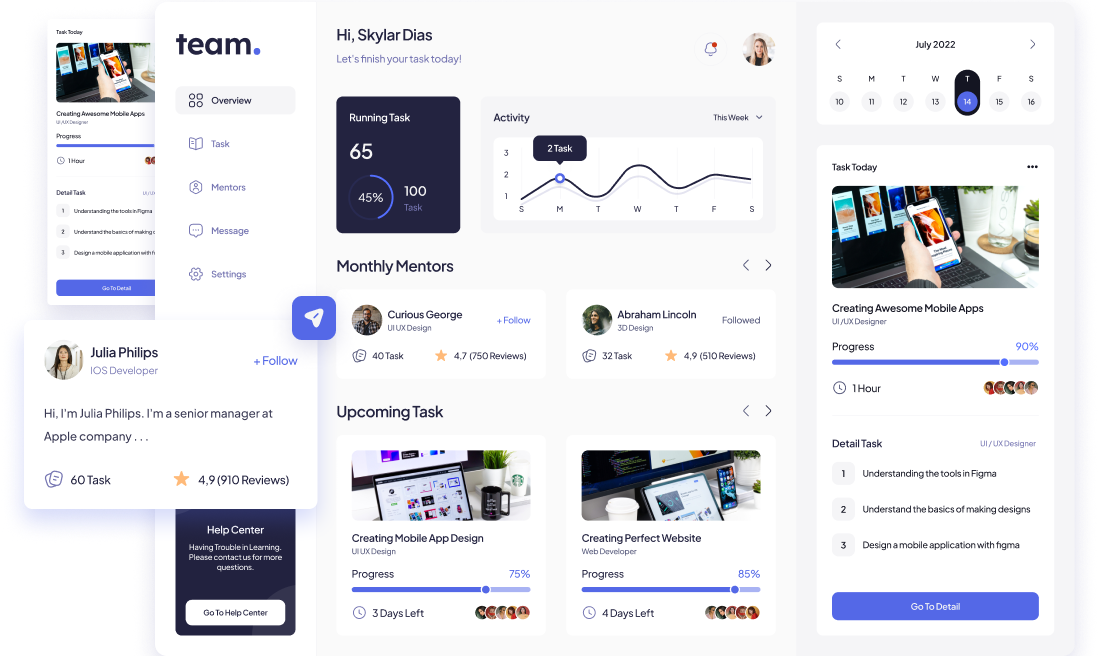 Task Today
Creating Awesome Mobile Apps
UI/UX Designer
Progress
1 Hour
Detail Task
UI/UX
1 Understanding the tools in Figma
2 Understand the basics of making
3 Design a mobile application with
Go To Detail
team.
Overview
Task
Mentors
Message
Settings
Julia Philips
IOS Developer
+ Follow
Hi, I'm Julia Philips. I'm a senior manager at
Apple company . . .
60 Task
4,9 (910 Reviews)
Help Center
Having Trouble in Learning.
Please contact us for more
questions.
Go To Help Center
Hi, Skylar Dias
Let's finish your task today!
Running Task
65
45%
100
Task
Activity
This Week
2 Task
3
2
1
S M T W T F S
Monthly Mentors
Curious George
UI UX Design
+ Follow
40 Task
4,7 (750 Reviews)
Abraham Lincoln
3D Design
Followed
32 Task
4,9 (510 Reviews)
Upcoming Task
Creating Mobile App Design
UI UX Design
Progress 75%
3 Days Left
Creating Perfect Website
Web Developer
Progress 85%
4 Days Left
July 2022
S M T W T F S
10 11 12 13 14 15 16
Task Today
Creating Awesome Mobile Apps
UI /UX Designer
Progress 90%
1 Hour
Detail Task
UI / UX Designer
1 Understanding the tools in Figma
2 Understand the basics of making designs
3 Design a mobile application with figma
Go To Detail